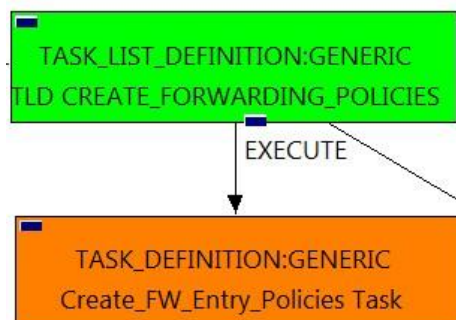 TASK_LIST_DEFINITION:GENERIC
TLD CREATE_FORWARDING_POLICIES
EXECUTE
TASK_DEFINITION:GENERIC
Create_FW_Entry_Policies Task